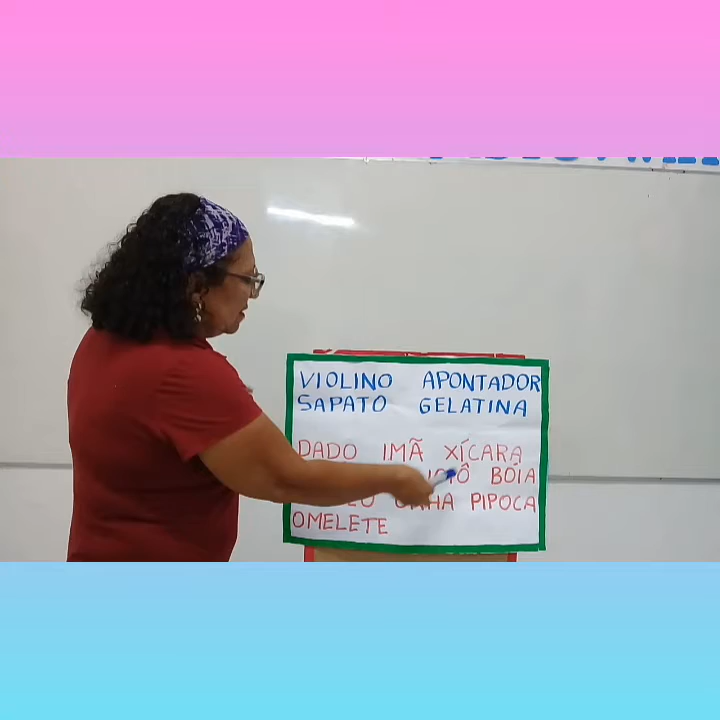 VIOLINO APONTADOR
SAPATO GELATINA
DADO IMÃ XÍCARA
BÓIA
PIPOCA
OMELETE